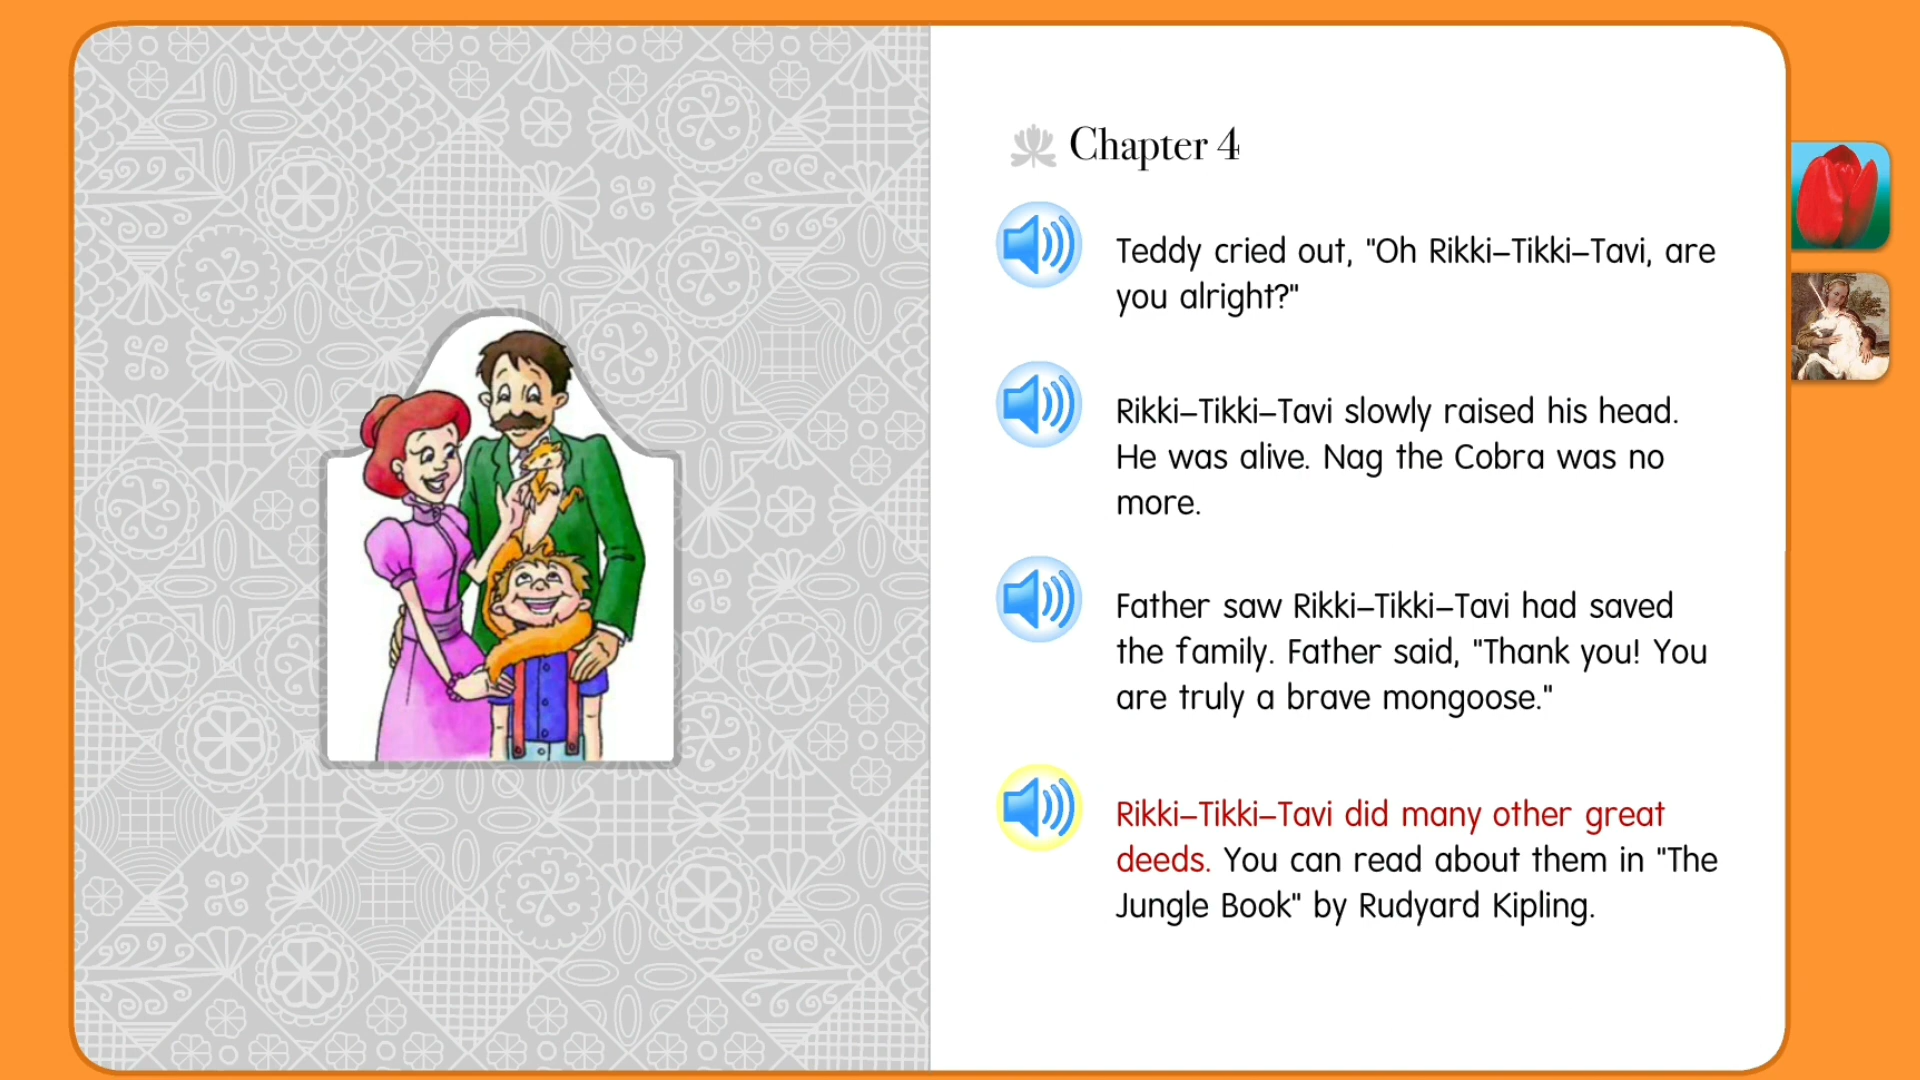 Chapter 4
Teddy cried out, "Oh Rikki–Tikki–Tavi, are
you alright?"
Rikki–Tikki–Tavi slowly raised his head.
He was alive. Nag the Cobra was no
more.
Father saw Rikki–Tikki–Tavi had saved
the family. Father said, "Thank you! You
are truly a brave mongoose."
Rikki–Tikki–Tavi did many other great
deeds. You can read about them in "The
Jungle Book" by Rudyard Kipling.